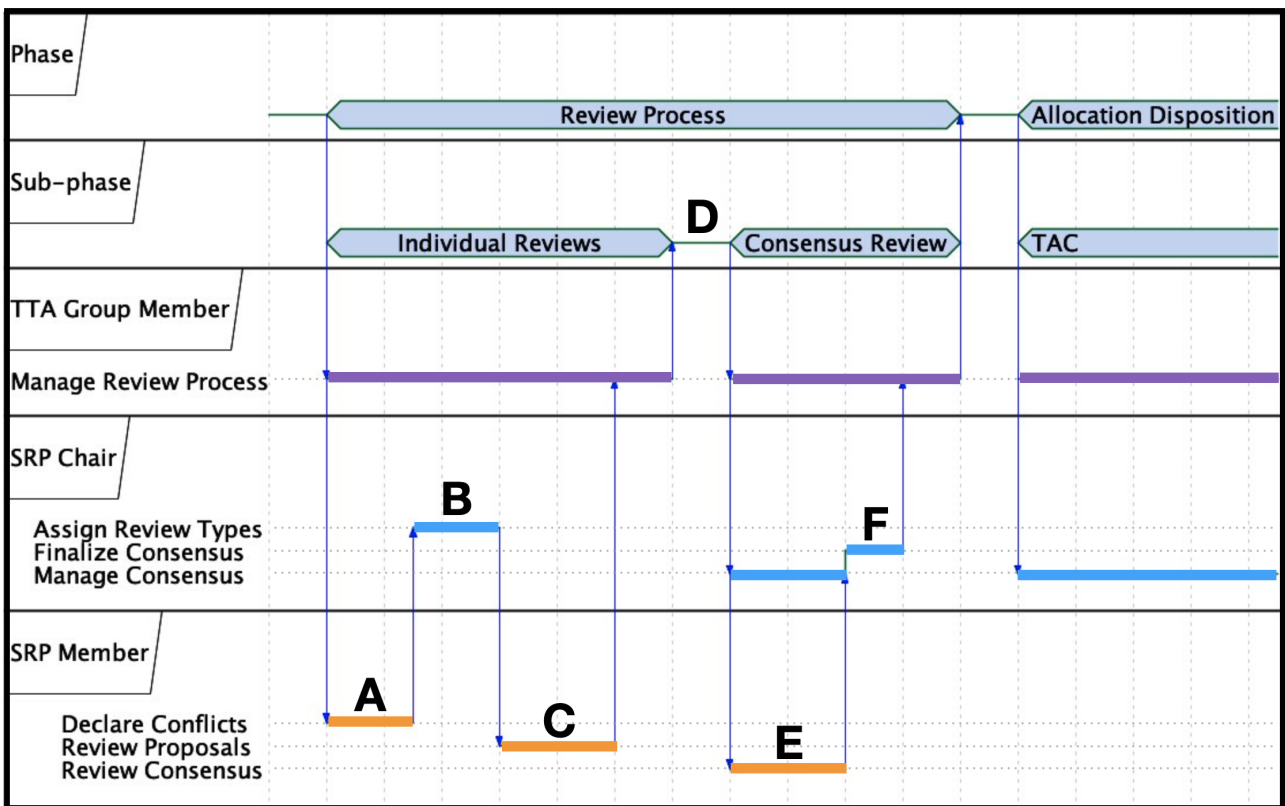 Phase
Review Process
Allocation Disposition
Sub-phase
D
Individual Reviews
Consensus Review
TAC
TTA Group Member
Manage Review Process
SRP Chair
B
F
Assign Review Types
Finalize Consensus
Manage Consensus
SRP Member
A
C
E
Declare Conflicts
Review Proposals
Review Consensus